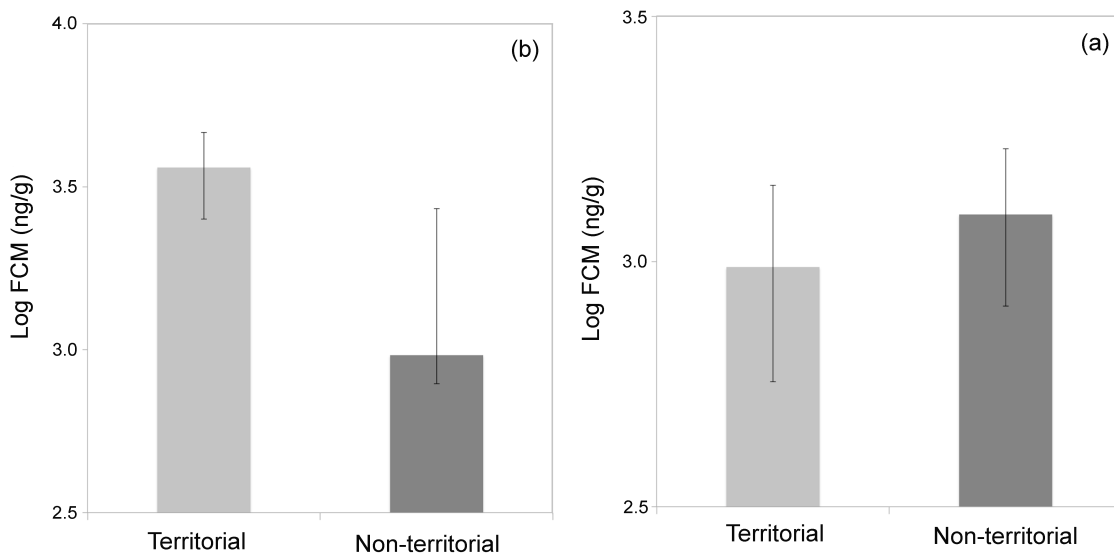 4.0
(b)
3.5
3.0
2.5
Log FCM (ng/g)
Territorial
Non-territorial
3.5
(a)
3.0
2.5
Log FCM (ng/g)
Territorial
Non-territorial